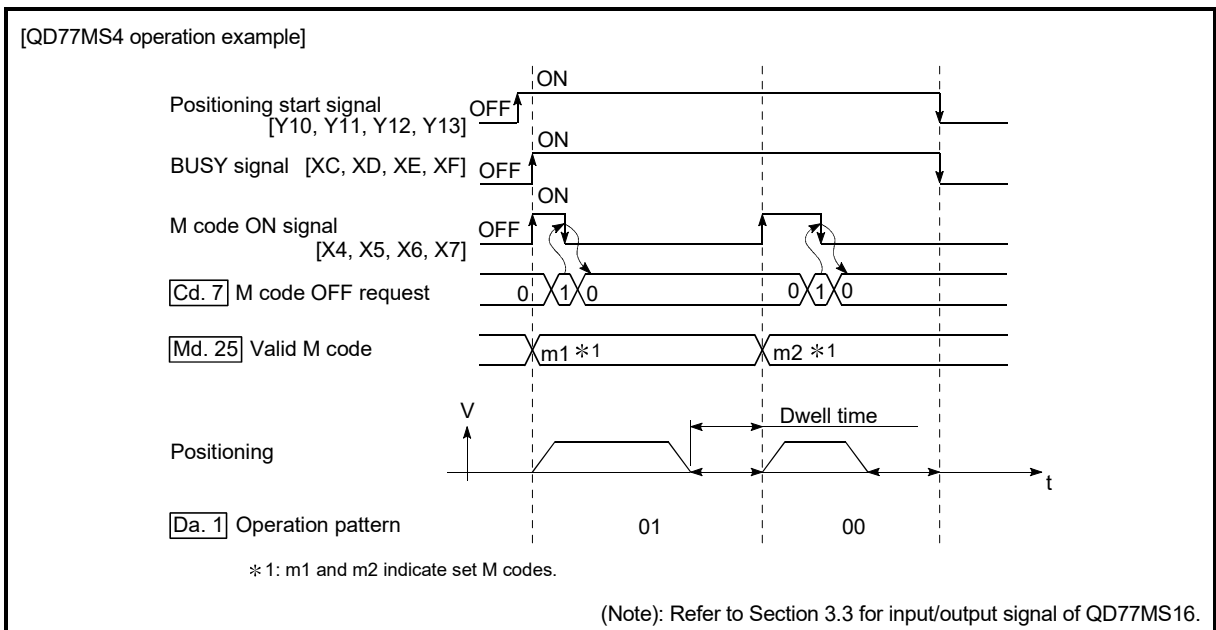 [QD77MS4 operation example]
ON
Positioning start signal OFF
[Y10, Y11, Y12, Y13]
ON
BUSY signal [XC, XD, XE, XF] OFF
ON
M code ON signal OFF
[X4, X5, X6, X7]
Cd. 7 M code OFF request 0 1 0 0 1 0
Md. 25 Valid M code m1 *1 m2 *1
V Dwell time
Positioning
t
Da. 1 Operation pattern 01 00
*1: m1 and m2 indicate set M codes.
(Note): Refer to Section 3.3 for input/output signal of QD77MS16.